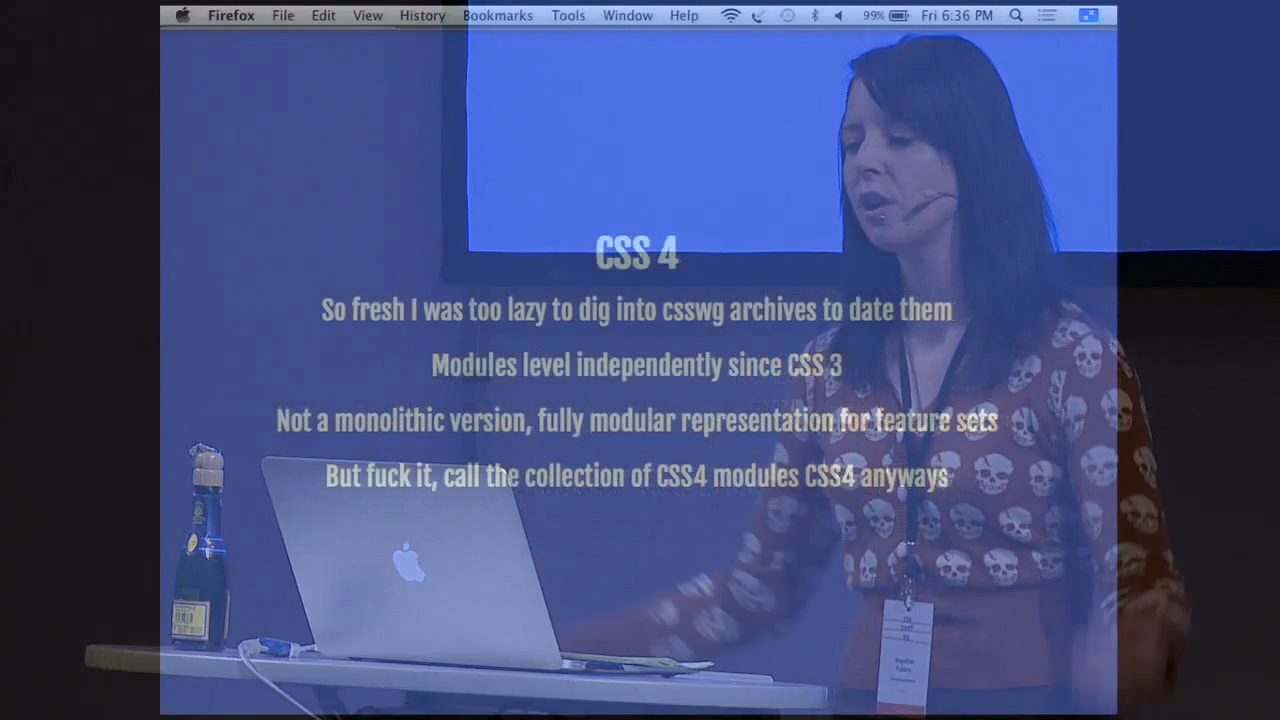 Firefox File Edit View History Bookmarks Tools Window Help 99% Fri 6:36 PM
CSS 4
So fresh I was too lazy to dig into csswg archives to date them
Modules level independently since CSS 3
Not a monolithic version, fully modular representation for feature sets
But fuck it, call the collection of CSS4 modules CSS4 anyways